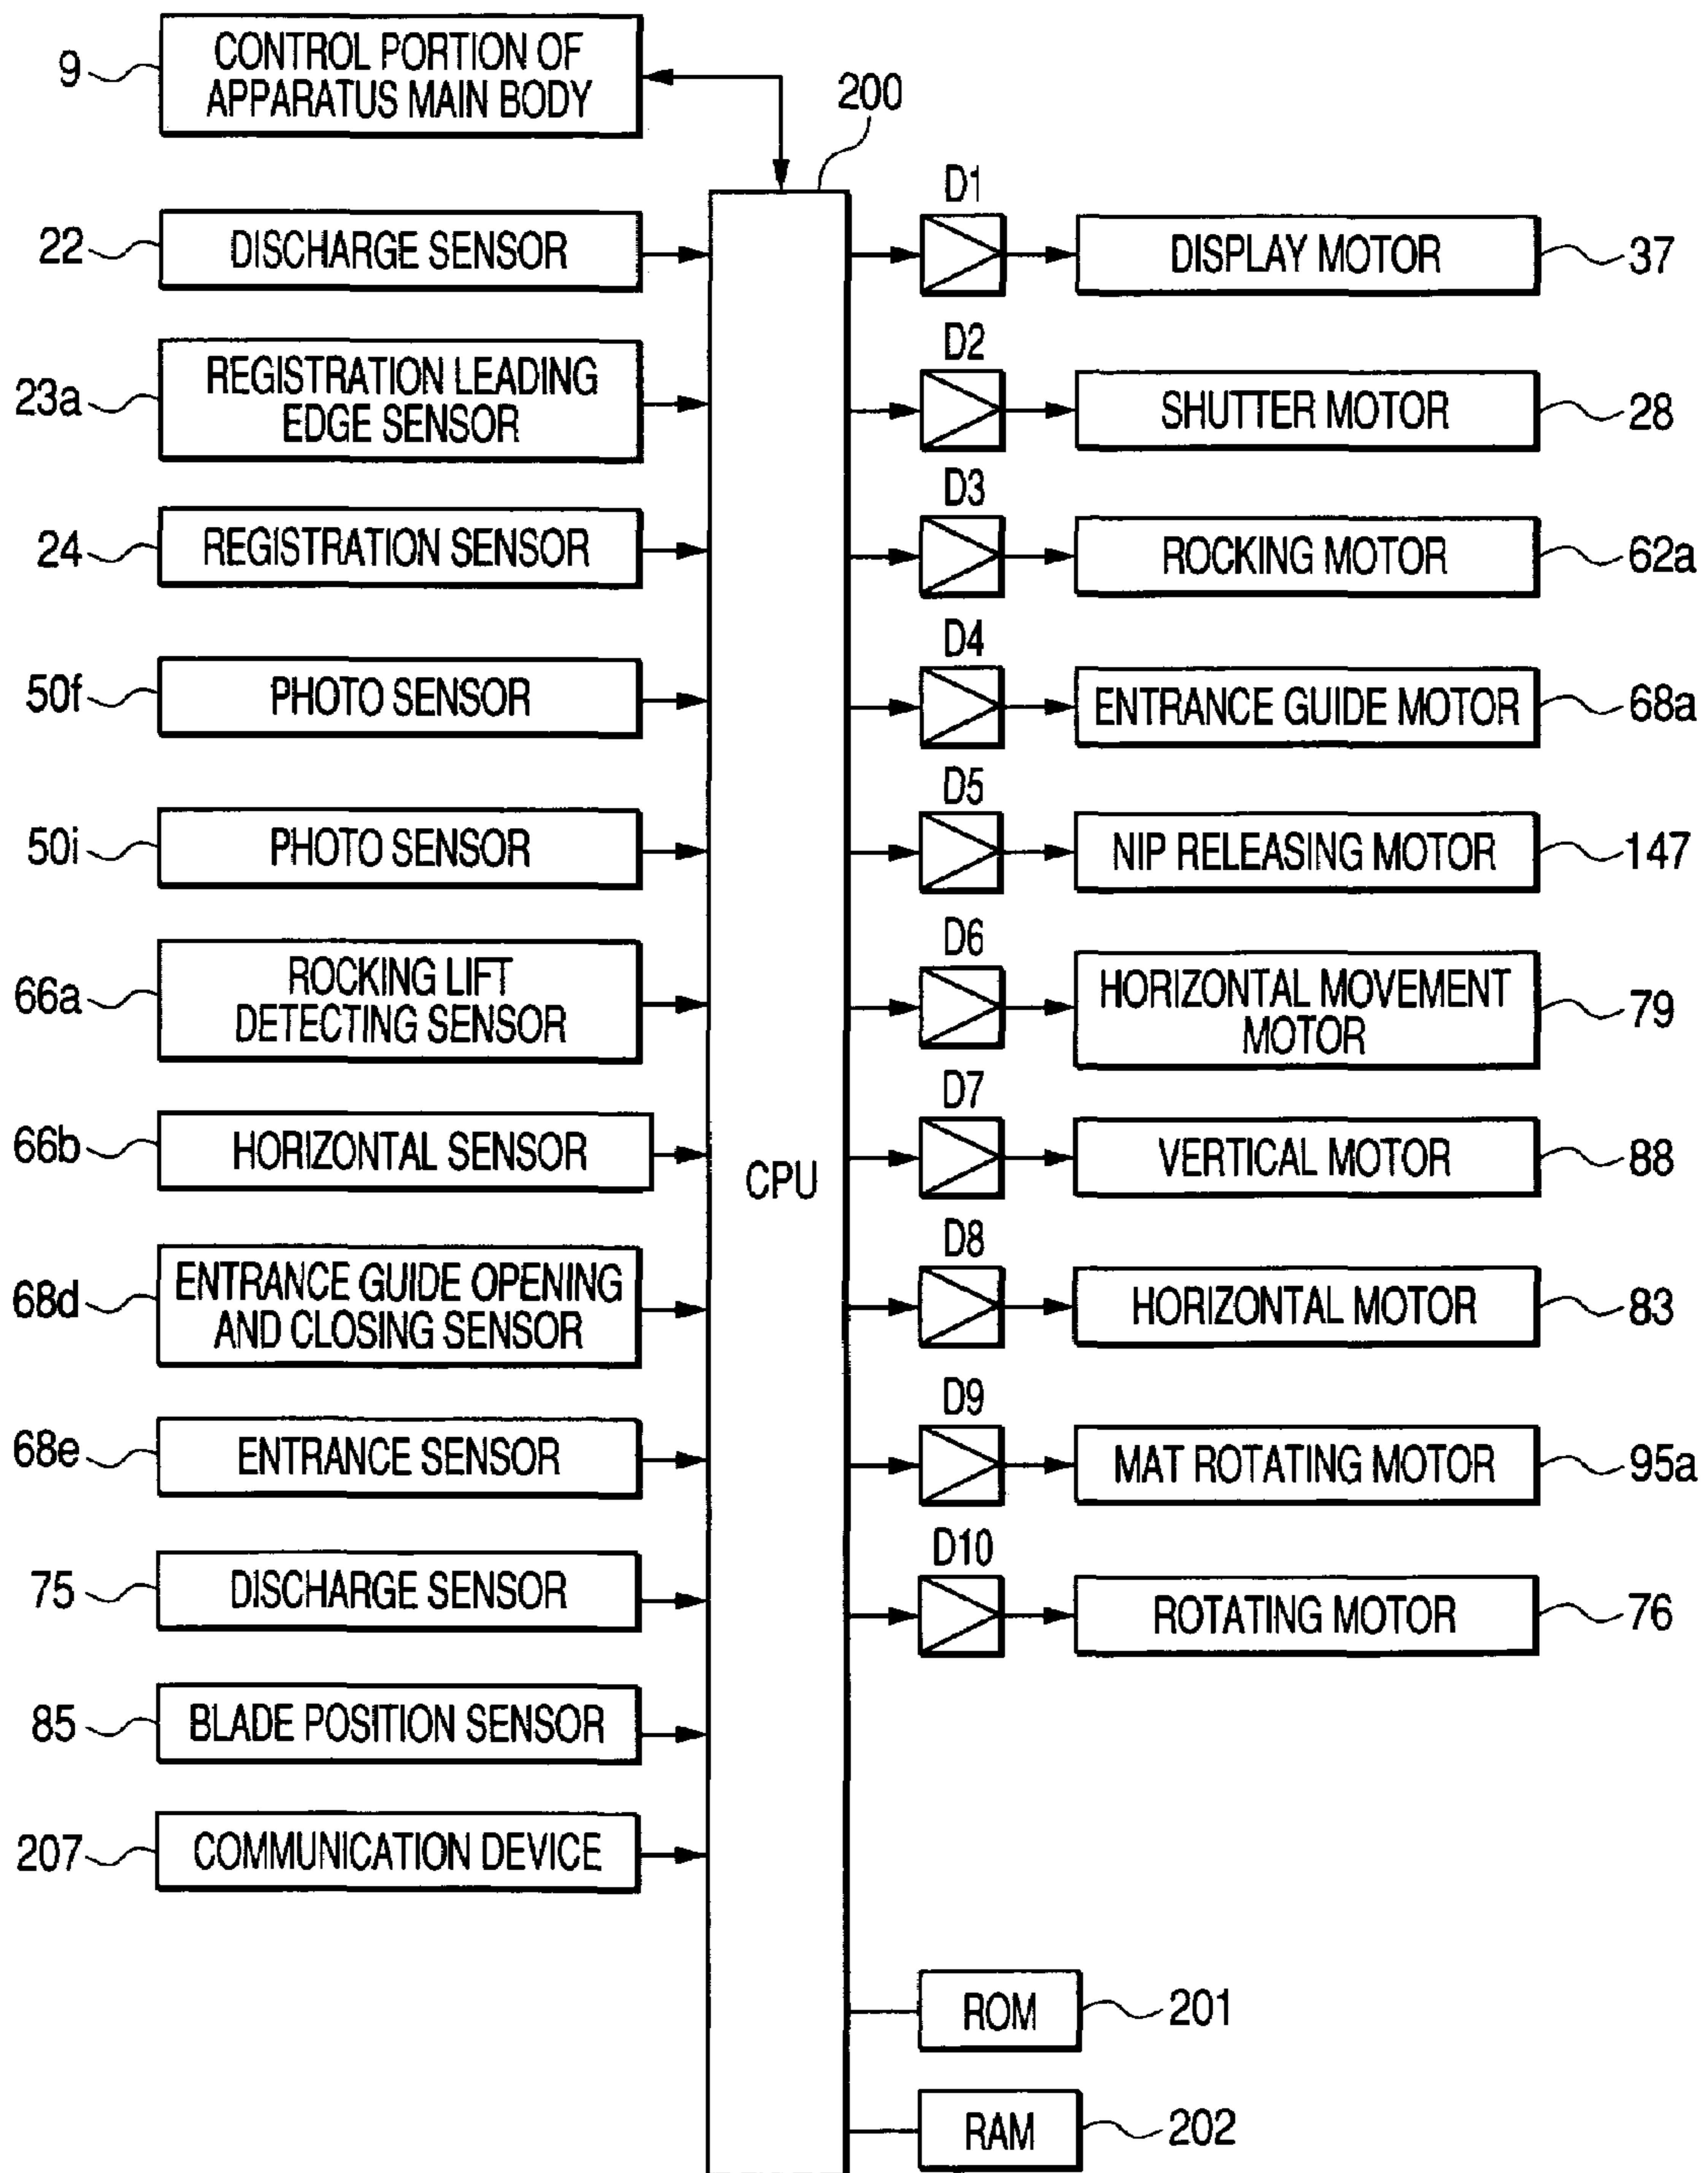 9
CONTROL PORTION OF
APPARATUS MAIN BODY
200
22
DISCHARGE SENSOR
D1
DISPLAY MOTOR
37
23a
REGISTRATION LEADING
EDGE SENSOR
D2
SHUTTER MOTOR
28
24
REGISTRATION SENSOR
D3
ROCKING MOTOR
62a
50f
PHOTO SENSOR
D4
ENTRANCE GUIDE MOTOR
68a
50i
PHOTO SENSOR
D5
NIP RELEASING MOTOR
147
66a
ROCKING LIFT
DETECTING SENSOR
D6
HORIZONTAL MOVEMENT
MOTOR
79
66b
HORIZONTAL SENSOR
CPU
D7
VERTICAL MOTOR
88
68d
ENTRANCE GUIDE OPENING
AND CLOSING SENSOR
D8
HORIZONTAL MOTOR
83
68e
ENTRANCE SENSOR
D9
MAT ROTATING MOTOR
95a
75
DISCHARGE SENSOR
D10
ROTATING MOTOR
76
85
BLADE POSITION SENSOR
207
COMMUNICATION DEVICE
ROM
201
RAM
202